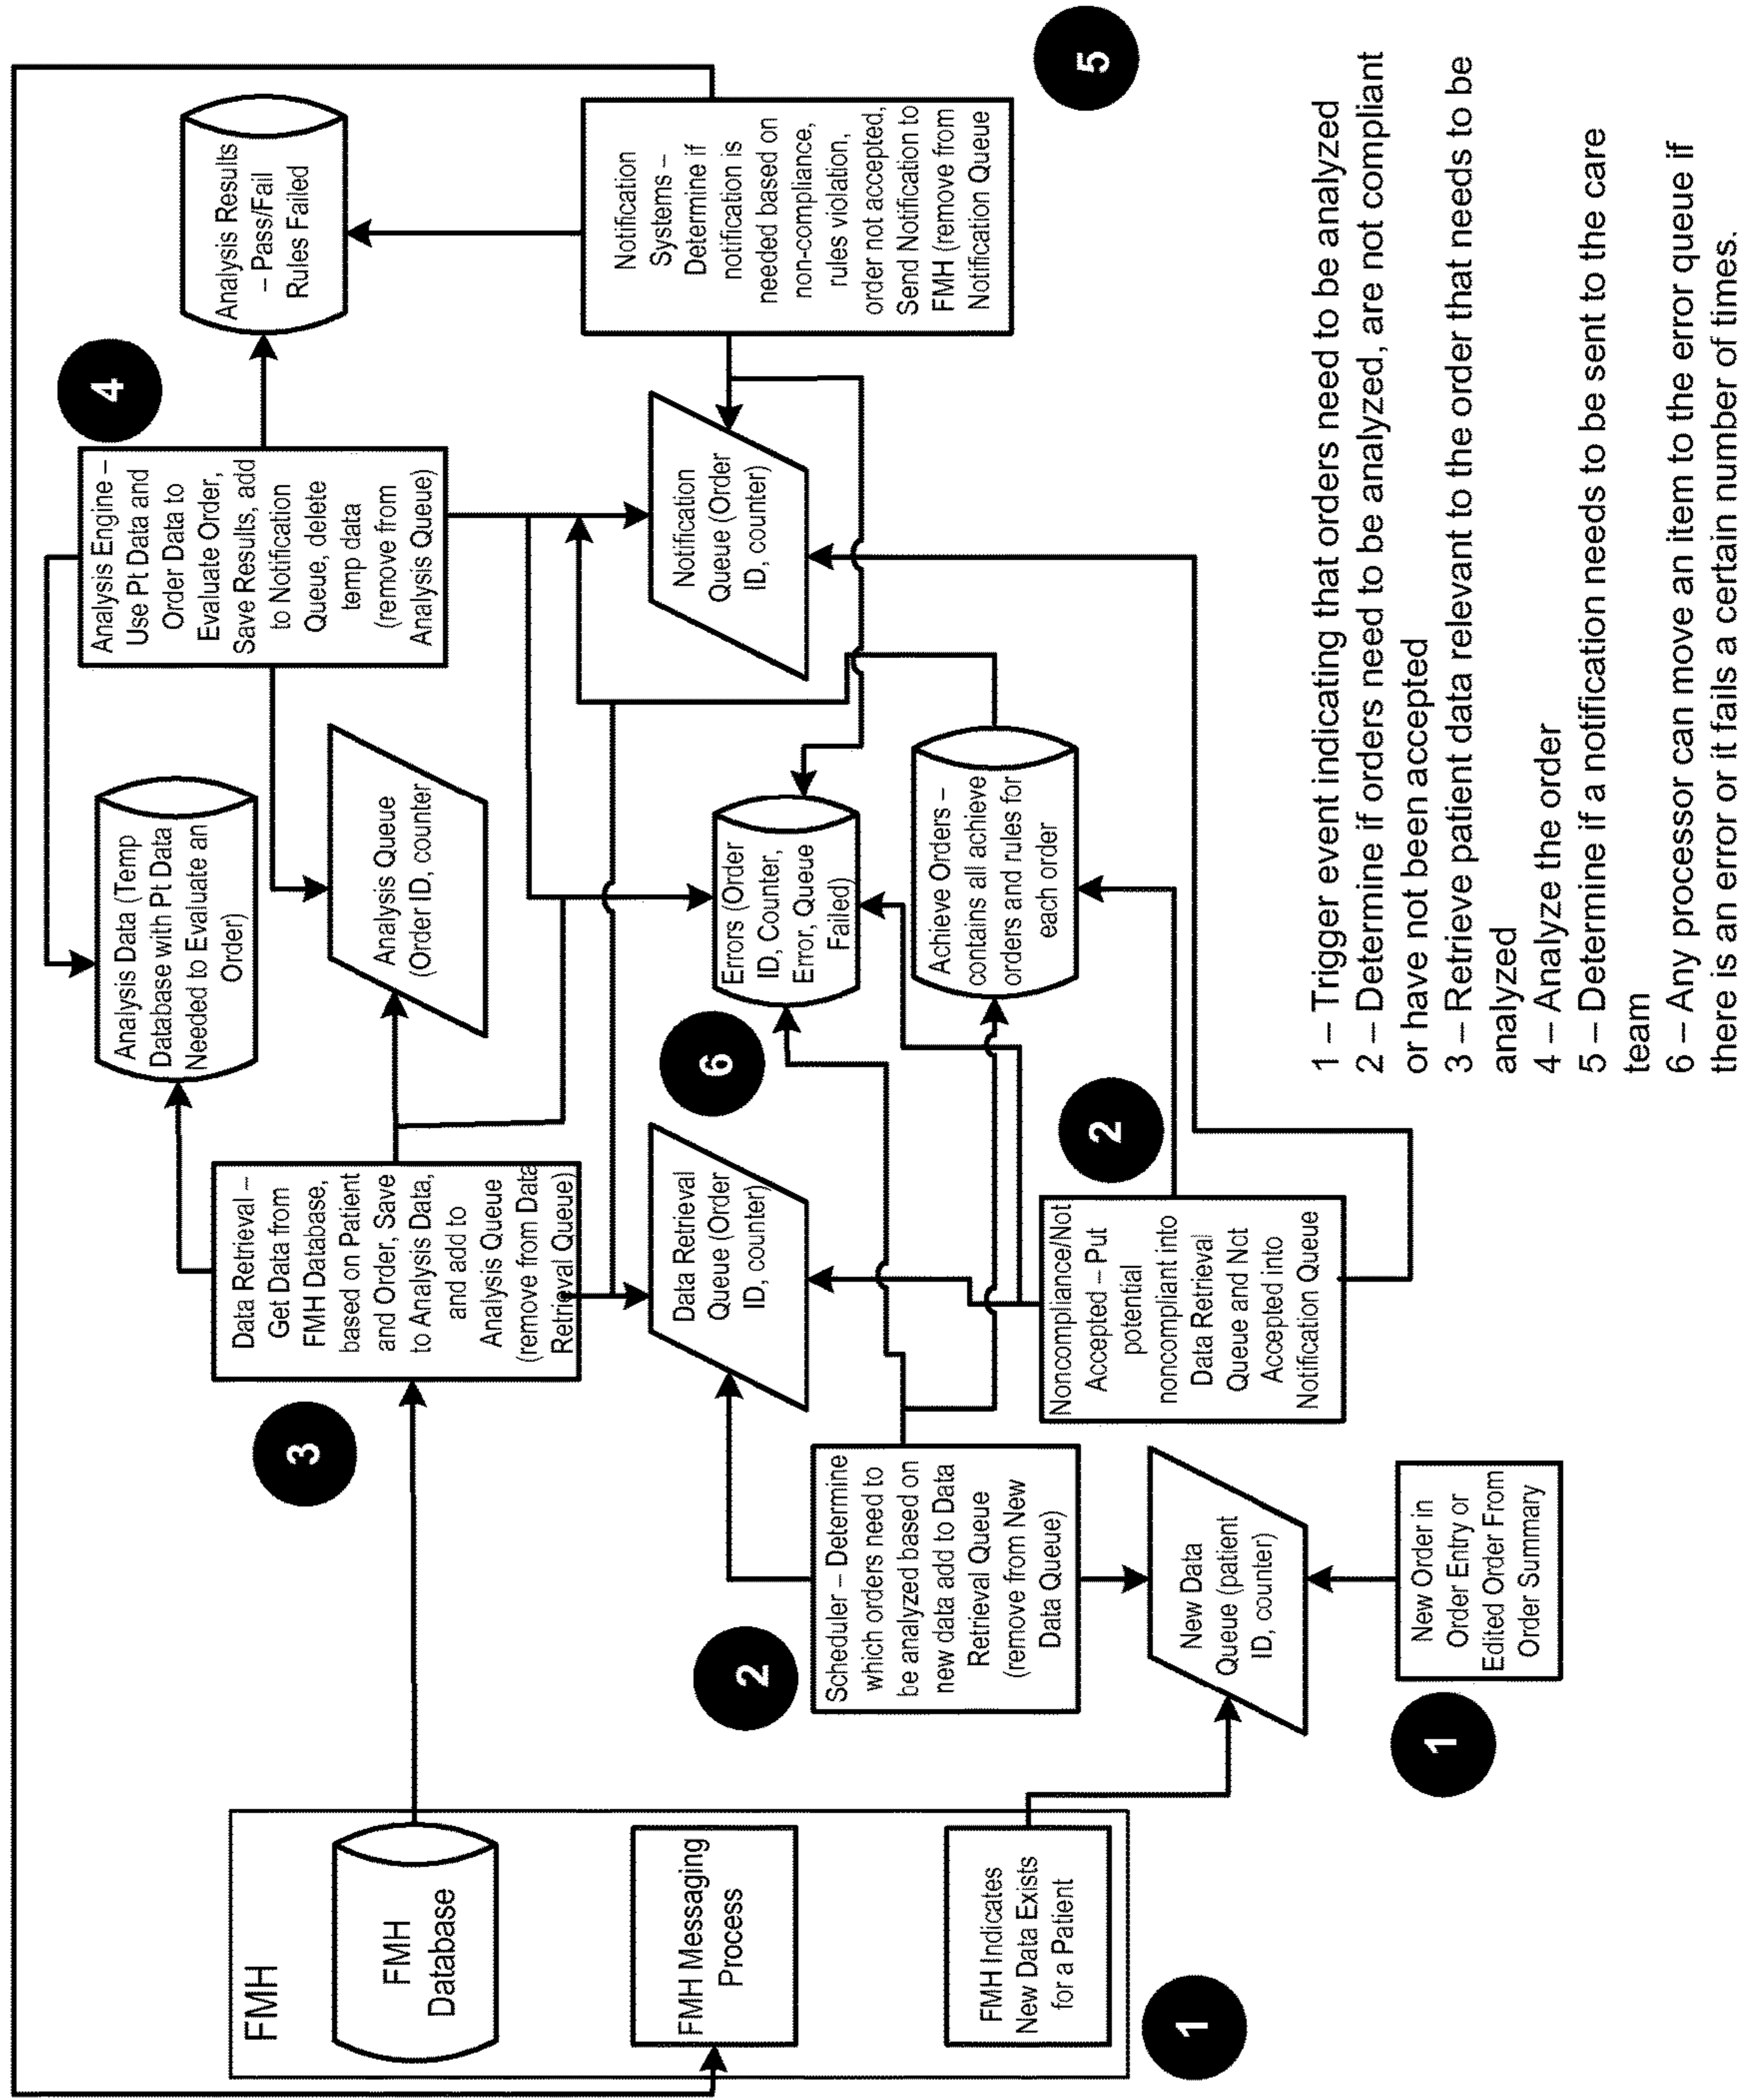 FMH
FMH
Database
FMH Messaging
Process
FMH Indicates
New Data Exists
for a Patient
1
3
Data Retrieval –
Get Data from
FMH Database,
based on Patient
and Order, Save
to Analysis Data,
and add to
Analysis Queue
(remove from Data
Retrieval Queue)
Analysis Data (Temp
Database with Pt Data
Needed to Evaluate an
Order)
Analysis Queue
(Order ID, counter
4
Analysis Engine –
Use Pt Data and
Order Data to
Evaluate Order,
Save Results, add
to Notification
Queue, delete
temp data
(remove from
Analysis Queue)
Analysis Results
– Pass/Fail
Rules Failed
2
Scheduler – Determine
which orders need to
be analyzed based on
new data add to Data
Retrieval Queue
(remove from New
Data Queue)
Data Retrieval
Queue (Order
ID, counter)
6
Errors (Order
ID, Counter,
Error, Queue
Failed)
Notification
Queue (Order
ID, counter)
Notification
Systems –
Determine if
notification is
needed based on
non-compliance,
rules violation,
order not accepted,
Send Notification to
FMH (remove from
Notification Queue
5
Achieve Orders –
contains all achieve
orders and rules for
each order
2
Noncompliance/Not
Accepted – Put
potential
noncompliant into
Data Retrieval
Queue and Nct
Accepted into
Notification Queue
New Data
Queue (patient
ID, counter)
1
New Order in
Order Entry or
Edited Order From
Order Summary
1 – Trigger event indicating that orders need to be analyzed
2 – Determine if orders need to be analyzed, are not compliant
or have not been accepted
3 – Retrieve patient data relevant to the order that needs to be
analyzed
4 – Analyze the order
5 – Determine if a notification needs to be sent to the care
team
6 – Any processor can move an item to the error queue if
there is an error or it fails a certain number of times.